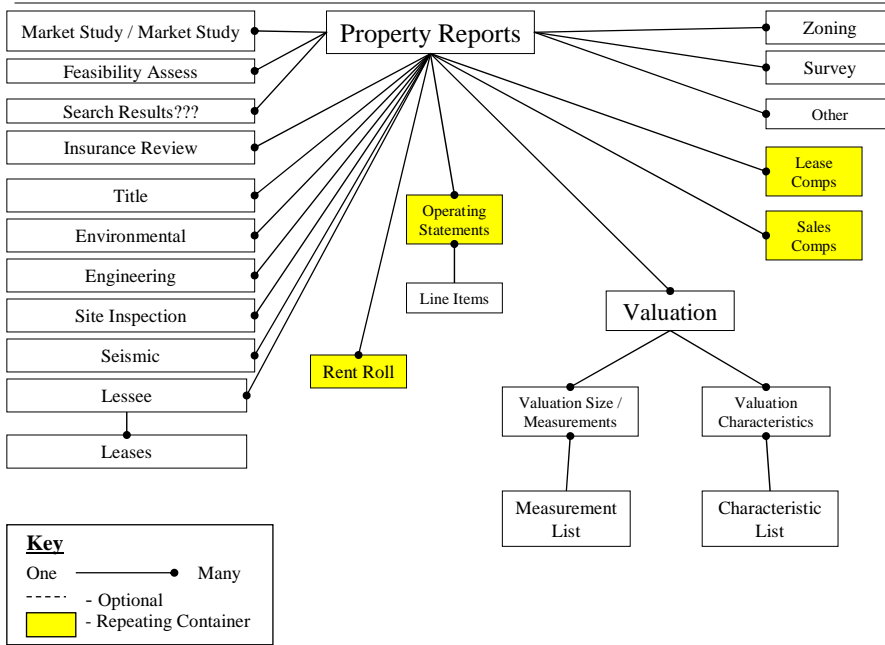 Market Study / Market Study
Property Reports
Zoning
Feasibility Assess
Survey
Search Results???
Other
Insurance Review
Lease
Comps
Title
Operating
Statements
Sales
Comps
Environmental
Engineering
Line Items
Site Inspection
Valuation
Seismic
Rent Roll
Lessee
Valuation Size /
Measurements
Valuation
Characteristics
Leases
Measurement
List
Characteristic
List
Key
One Many
- Optional
- Repeating Container